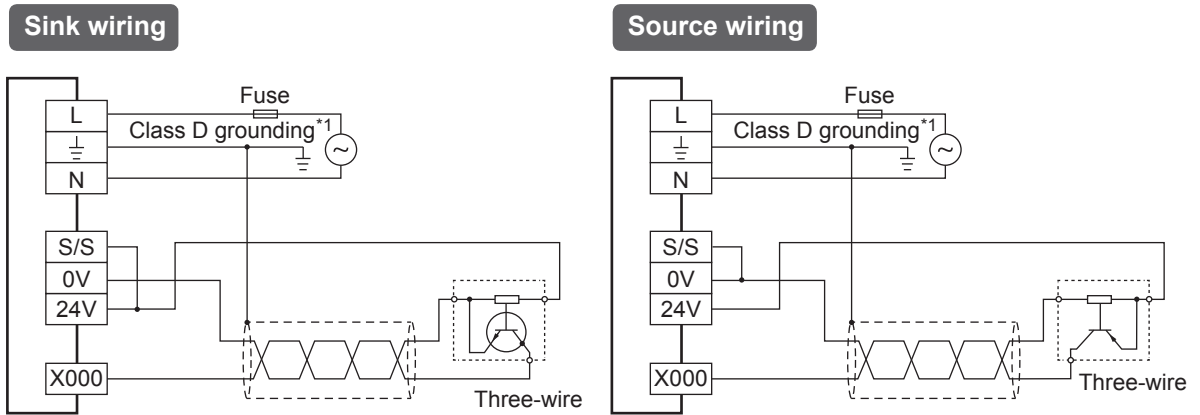 Sink wiring
Fuse
L
Class D grounding*1
N
S/S
0V
24V
X000
Three-wire
Source wiring
Fuse
L
Class D grounding*1
N
S/S
0V
24V
X000
Three-wire